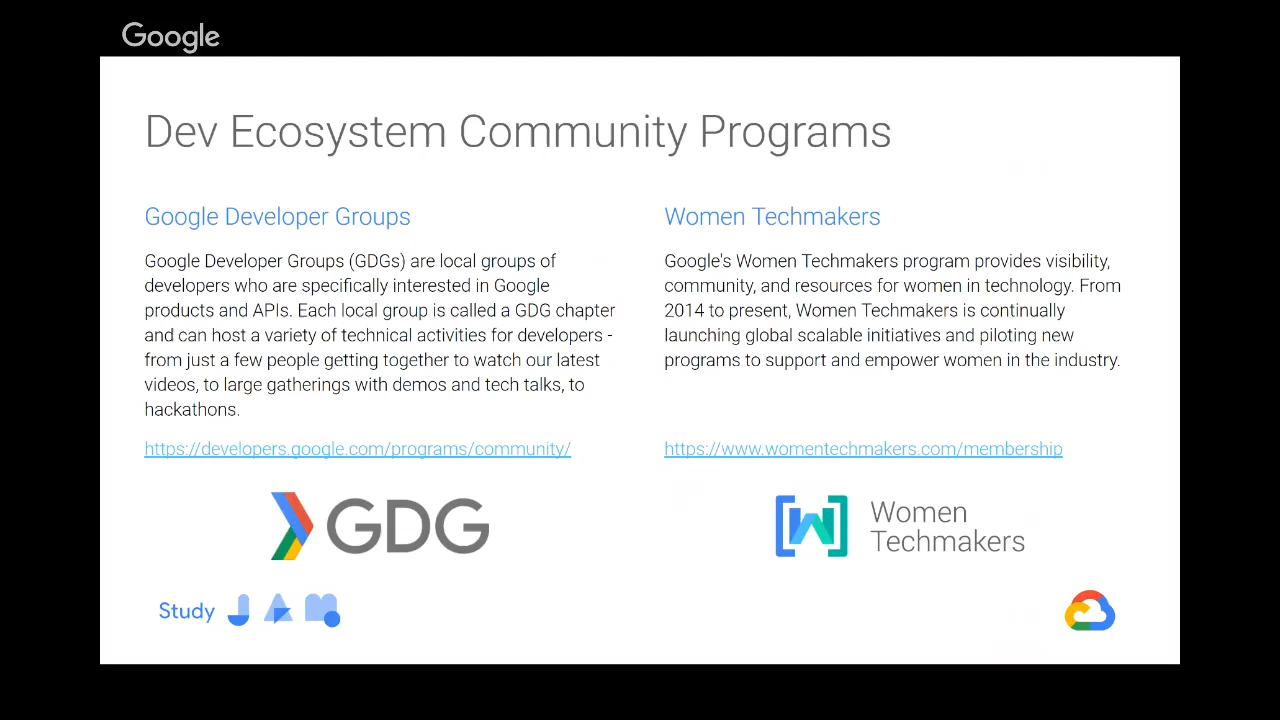 Google
Dev Ecosystem Community Programs
Google Developer Groups
Google Developer Groups (GDGs) are local groups of
developers who are specifically interested in Google
products and APIs. Each local group is called a GDG chapter
and can host a variety of technical activities for developers -
from just a few people getting together to watch our latest
videos, to large gatherings with demos and tech talks, to
hackathons.
https://developers.google.com/programs/community/
GDG
Women Techmakers
Google's Women Techmakers program provides visibility,
community, and resources for women in technology. From
2014 to present, Women Techmakers is continually
launching global scalable initiatives and piloting new
programs to support and empower women in the industry.
https://www.womentechmakers.com/membership
W
Women
Techmakers
Study JAM